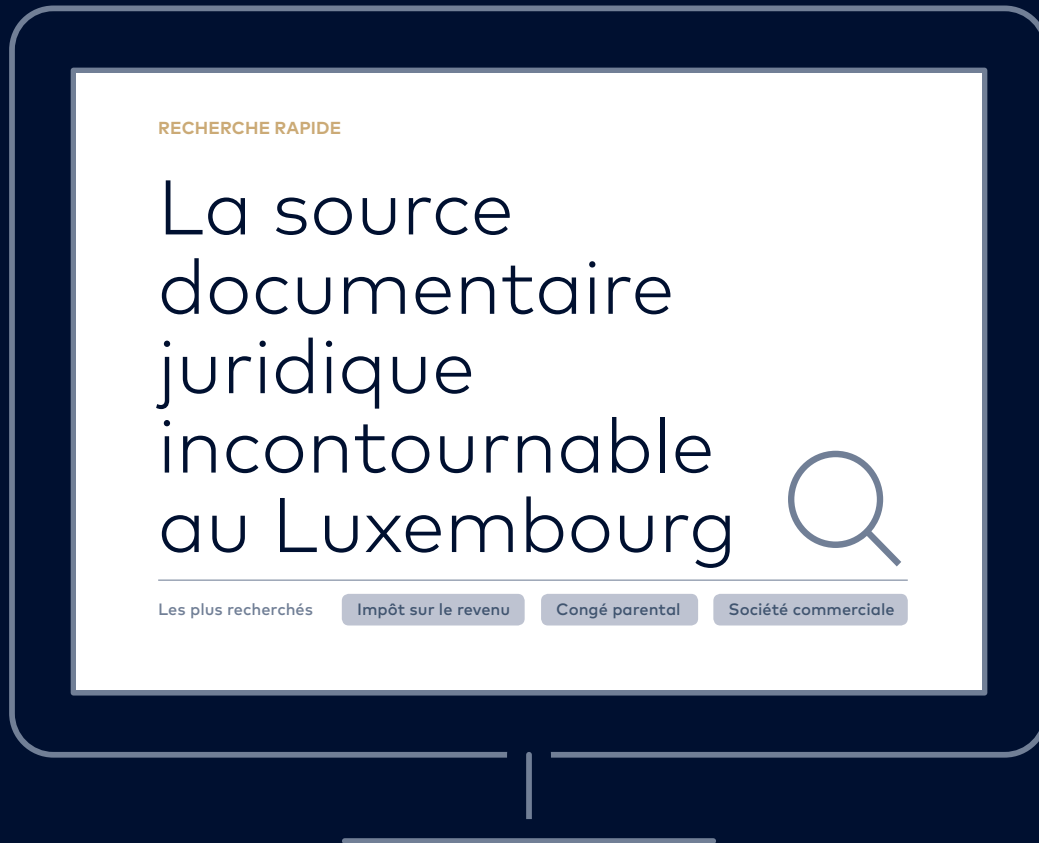 RECHERCHE RAPIDE
La source
documentaire
juridique
incontournable
au Luxembourg
Les plus recherchés Impôt sur le revenu Congé parental Société commerciale